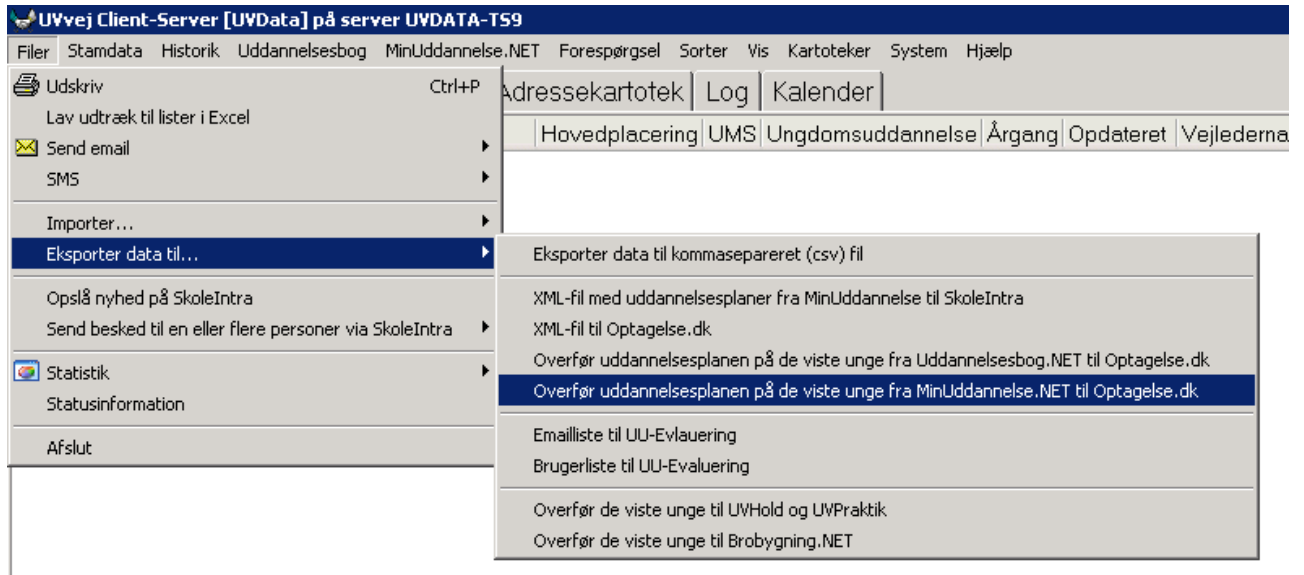 UVvej Client-Server [UVData] på server UVDATA-TS9
Filer Stamdata Historik Uddannelsesbog MinUddannelse.NET Forespørgsel Sorter Vis Kartoteker System Hjælp
Udskriv Ctrl+P
Adressekartotek Log Kalender
Lav udtræk til lister i Excel
Hovedplacering UMS Ungdomsuddannelse Årgang Opdateret Vejlederna
Send email
SMS
Importer...
Eksporter data til...
Opslå nyhed på SkoleIntra
Send besked til en eller flere personer via SkoleIntra
Statistik
Statusinformation
Afslut
Eksporter data til kommasepareret (csv) fil
XML-fil med uddannelsesplaner fra MinUddannelse til SkoleIntra
XML-fil til Optagelse.dk
Overfør uddannelsesplanen på de viste unge fra Uddannelsesbog.NET til Optagelse.dk
Overfør uddannelsesplanen på de viste unge fra MinUddannelse.NET til Optagelse.dk
Emailliste til UU-Evlauering
Brugerliste til UU-Evaluering
Overfør de viste unge til UVHold og UVPraktik
Overfør de viste unge til Brobygning.NET